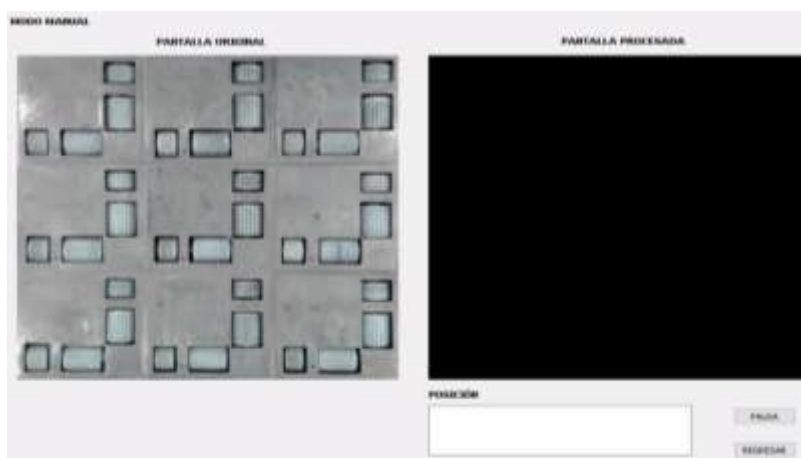 MODO MANUAL
PANTALLA ORIGINAL
PANTALLA PROCESADA
POSICIÓN
PAUSA
REGRESAR